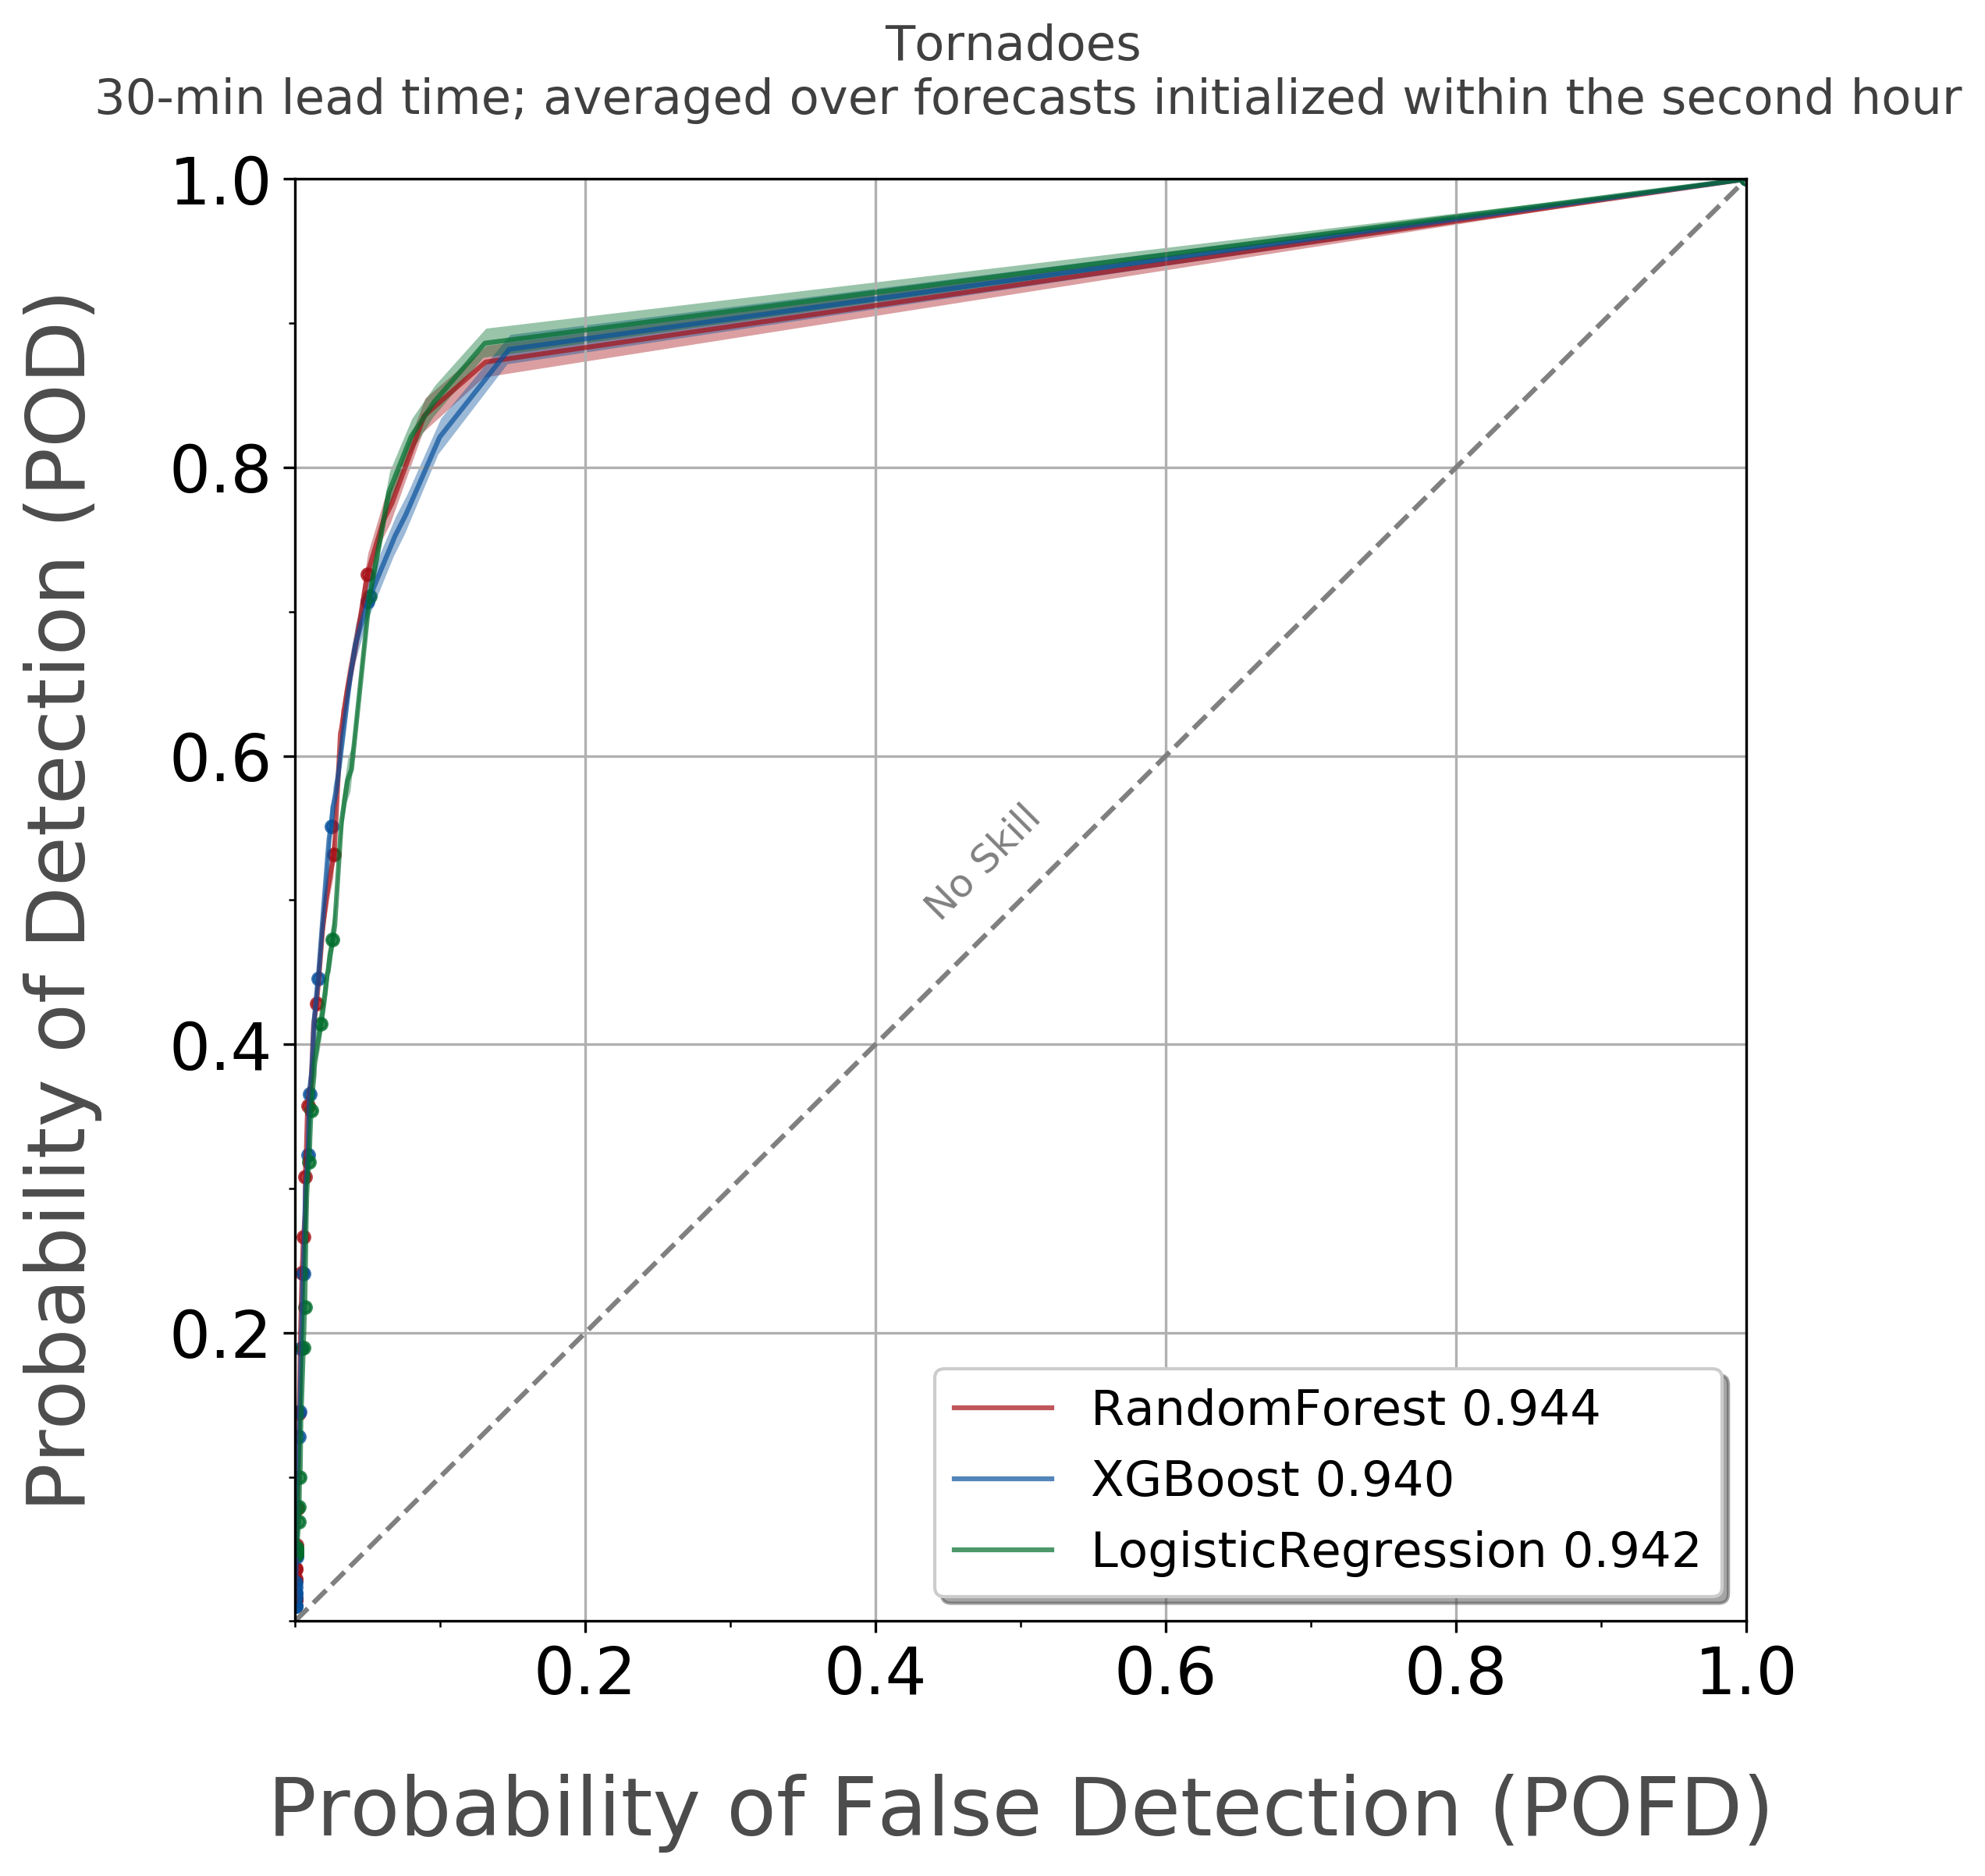 Tornadoes
30-min lead time; averaged over forecasts initialized within the second hour
Probability of Detection (POD)
1.0
0.8
0.6
0.4
0.2
No Skill
RandomForest 0.944
XGBoost 0.940
LogisticRegression 0.942
0.2 0.4 0.6 0.8 1.0
Probability of False Detection (POFD)